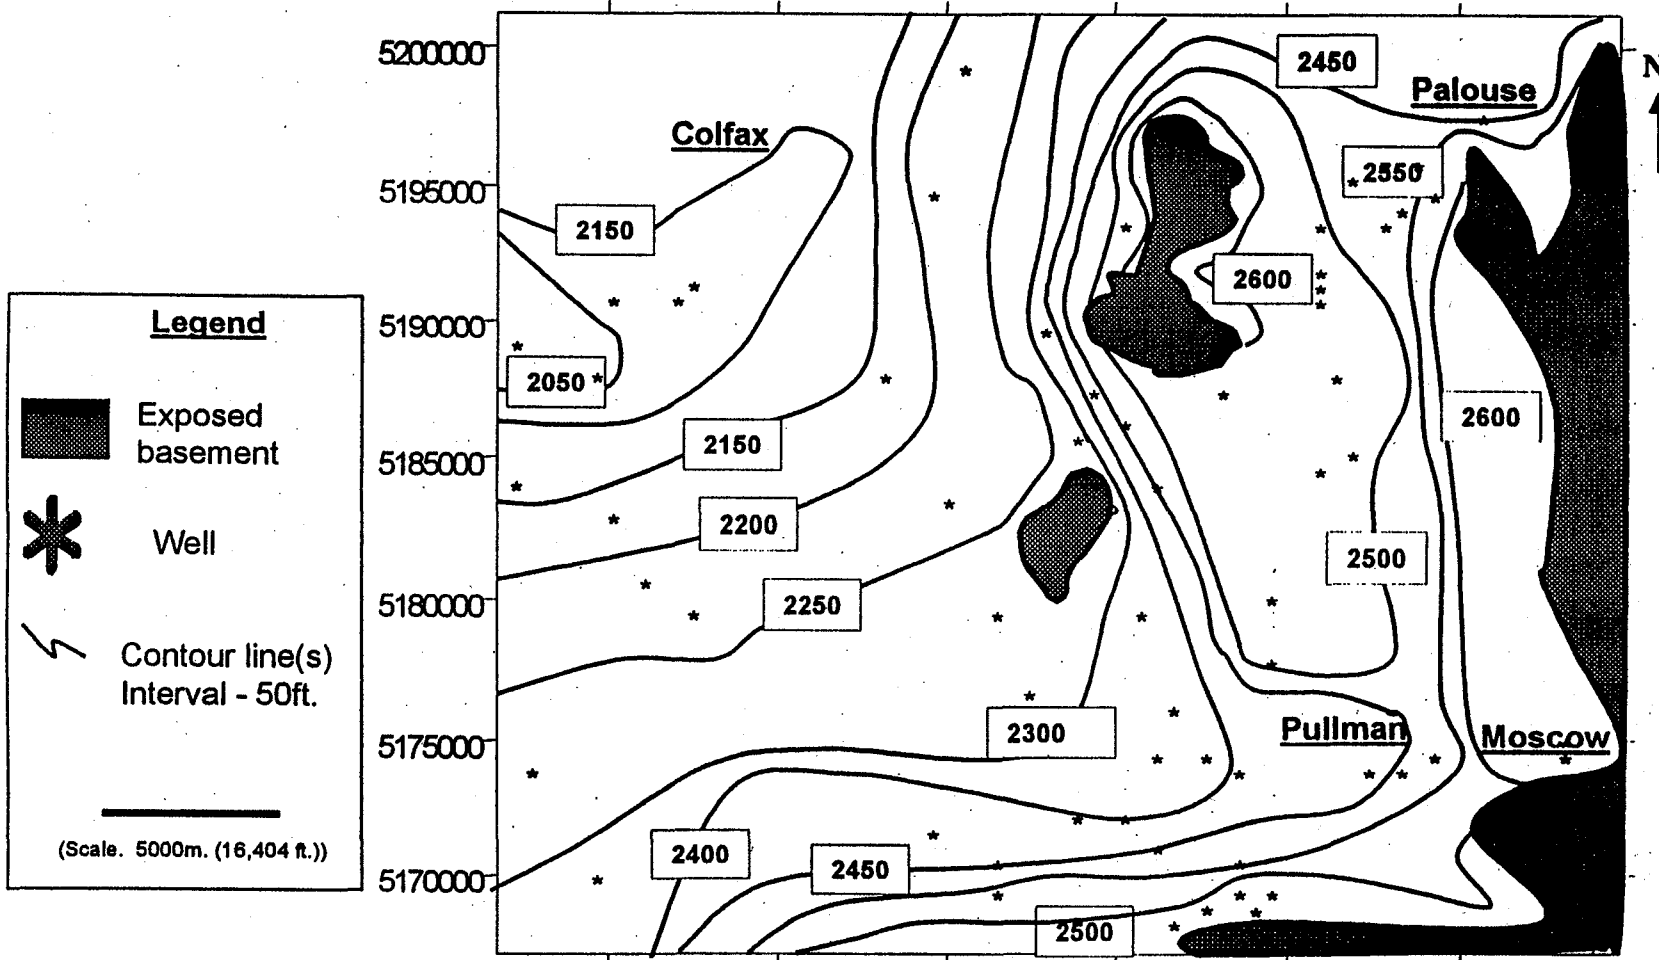 5200000
2450
N
Palouse
Colfax
5195000
2550
2150
2600
Legend
5190000
2050
Exposed
basement
2600
5185000
2150
2200
Well
2500
5180000
2250
Contour line(s)
Interval - 50ft.
2300
Pullman
Moscow
5175000
(Scale. 5000m. (16,404 ft.))
2400
2450
5170000
2500